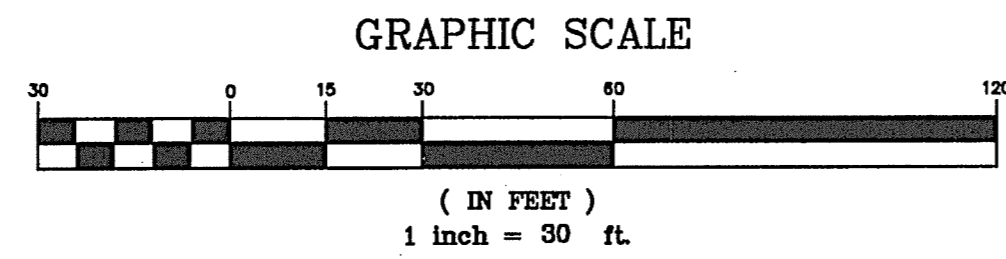 GRAPHIC SCALE
30 0 15 30 60 120
( IN FEET )
1 inch = 30 ft.